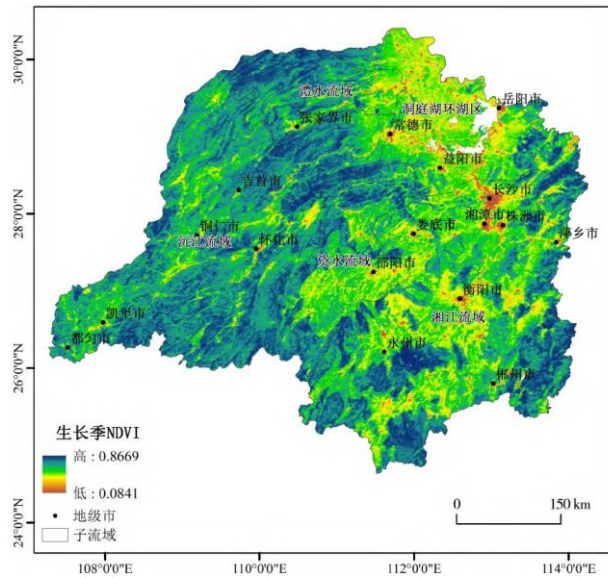 30°0′0″N
28°0′0″N
26°0′0″N
24°0′0″N
澧水流域
张家界市
洞庭湖环湖区
岳阳市
常德市
益阳市
吉首市
长沙市
湘潭市
株洲市
萍乡市
铜仁市
沅江流域
怀化市
娄底市
资水流域
邵阳市
衡阳市
湘江流域
凯里市
都匀市
永州市
郴州市
生长季NDVI
高：0.8669
低：0.0841
地级市
子流域
0 150 km
108°0′0″E 110°0′0″E 112°0′0″E 114°0′0″E